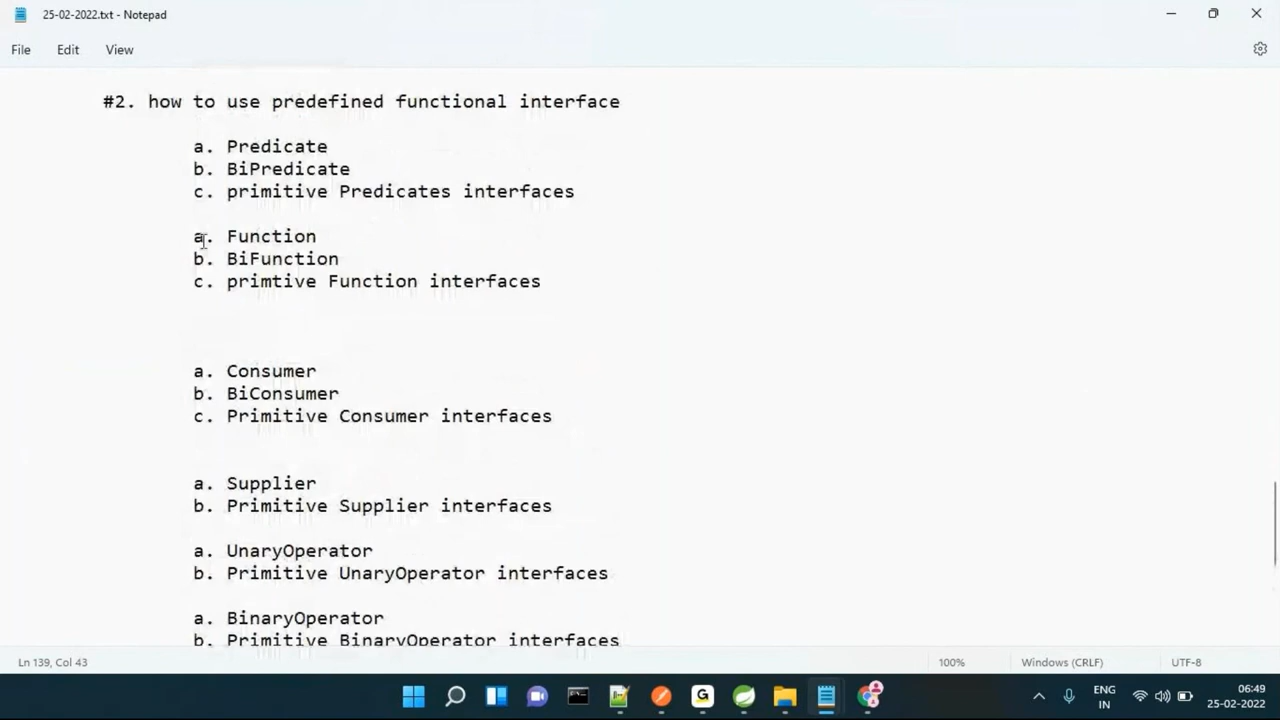 25-02-2022.txt - Notepad
File Edit View
#2. how to use predefined functional interface
a. Predicate
b. BiPredicate
c. primitive Predicates interfaces
a. Function
b. BiFunction
c. primtive Function interfaces
a. Consumer
b. BiConsumer
c. Primitive Consumer interfaces
a. Supplier
b. Primitive Supplier interfaces
a. UnaryOperator
b. Primitive UnaryOperator interfaces
a. BinaryOperator
b. Primitive BinaryOperator interfaces
Ln 139, Col 43 100% Windows (CRLF) UTF-8
ENG 06:49
IN 25-02-2022